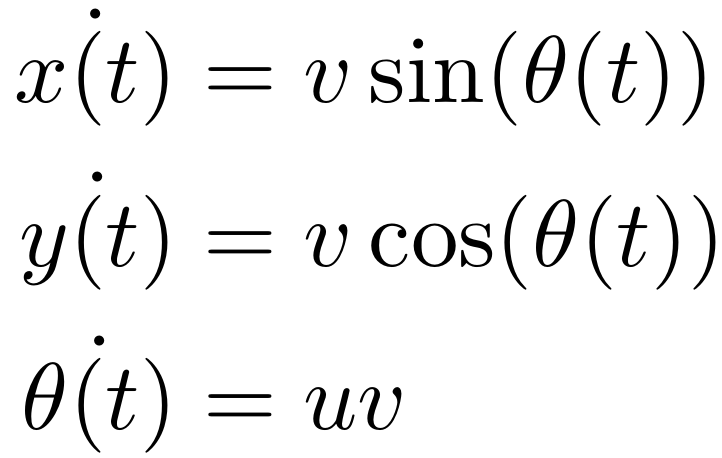 ẋ(t) = v sin(θ(t))
ẏ(t) = v cos(θ(t))
θ̇(t) = uv